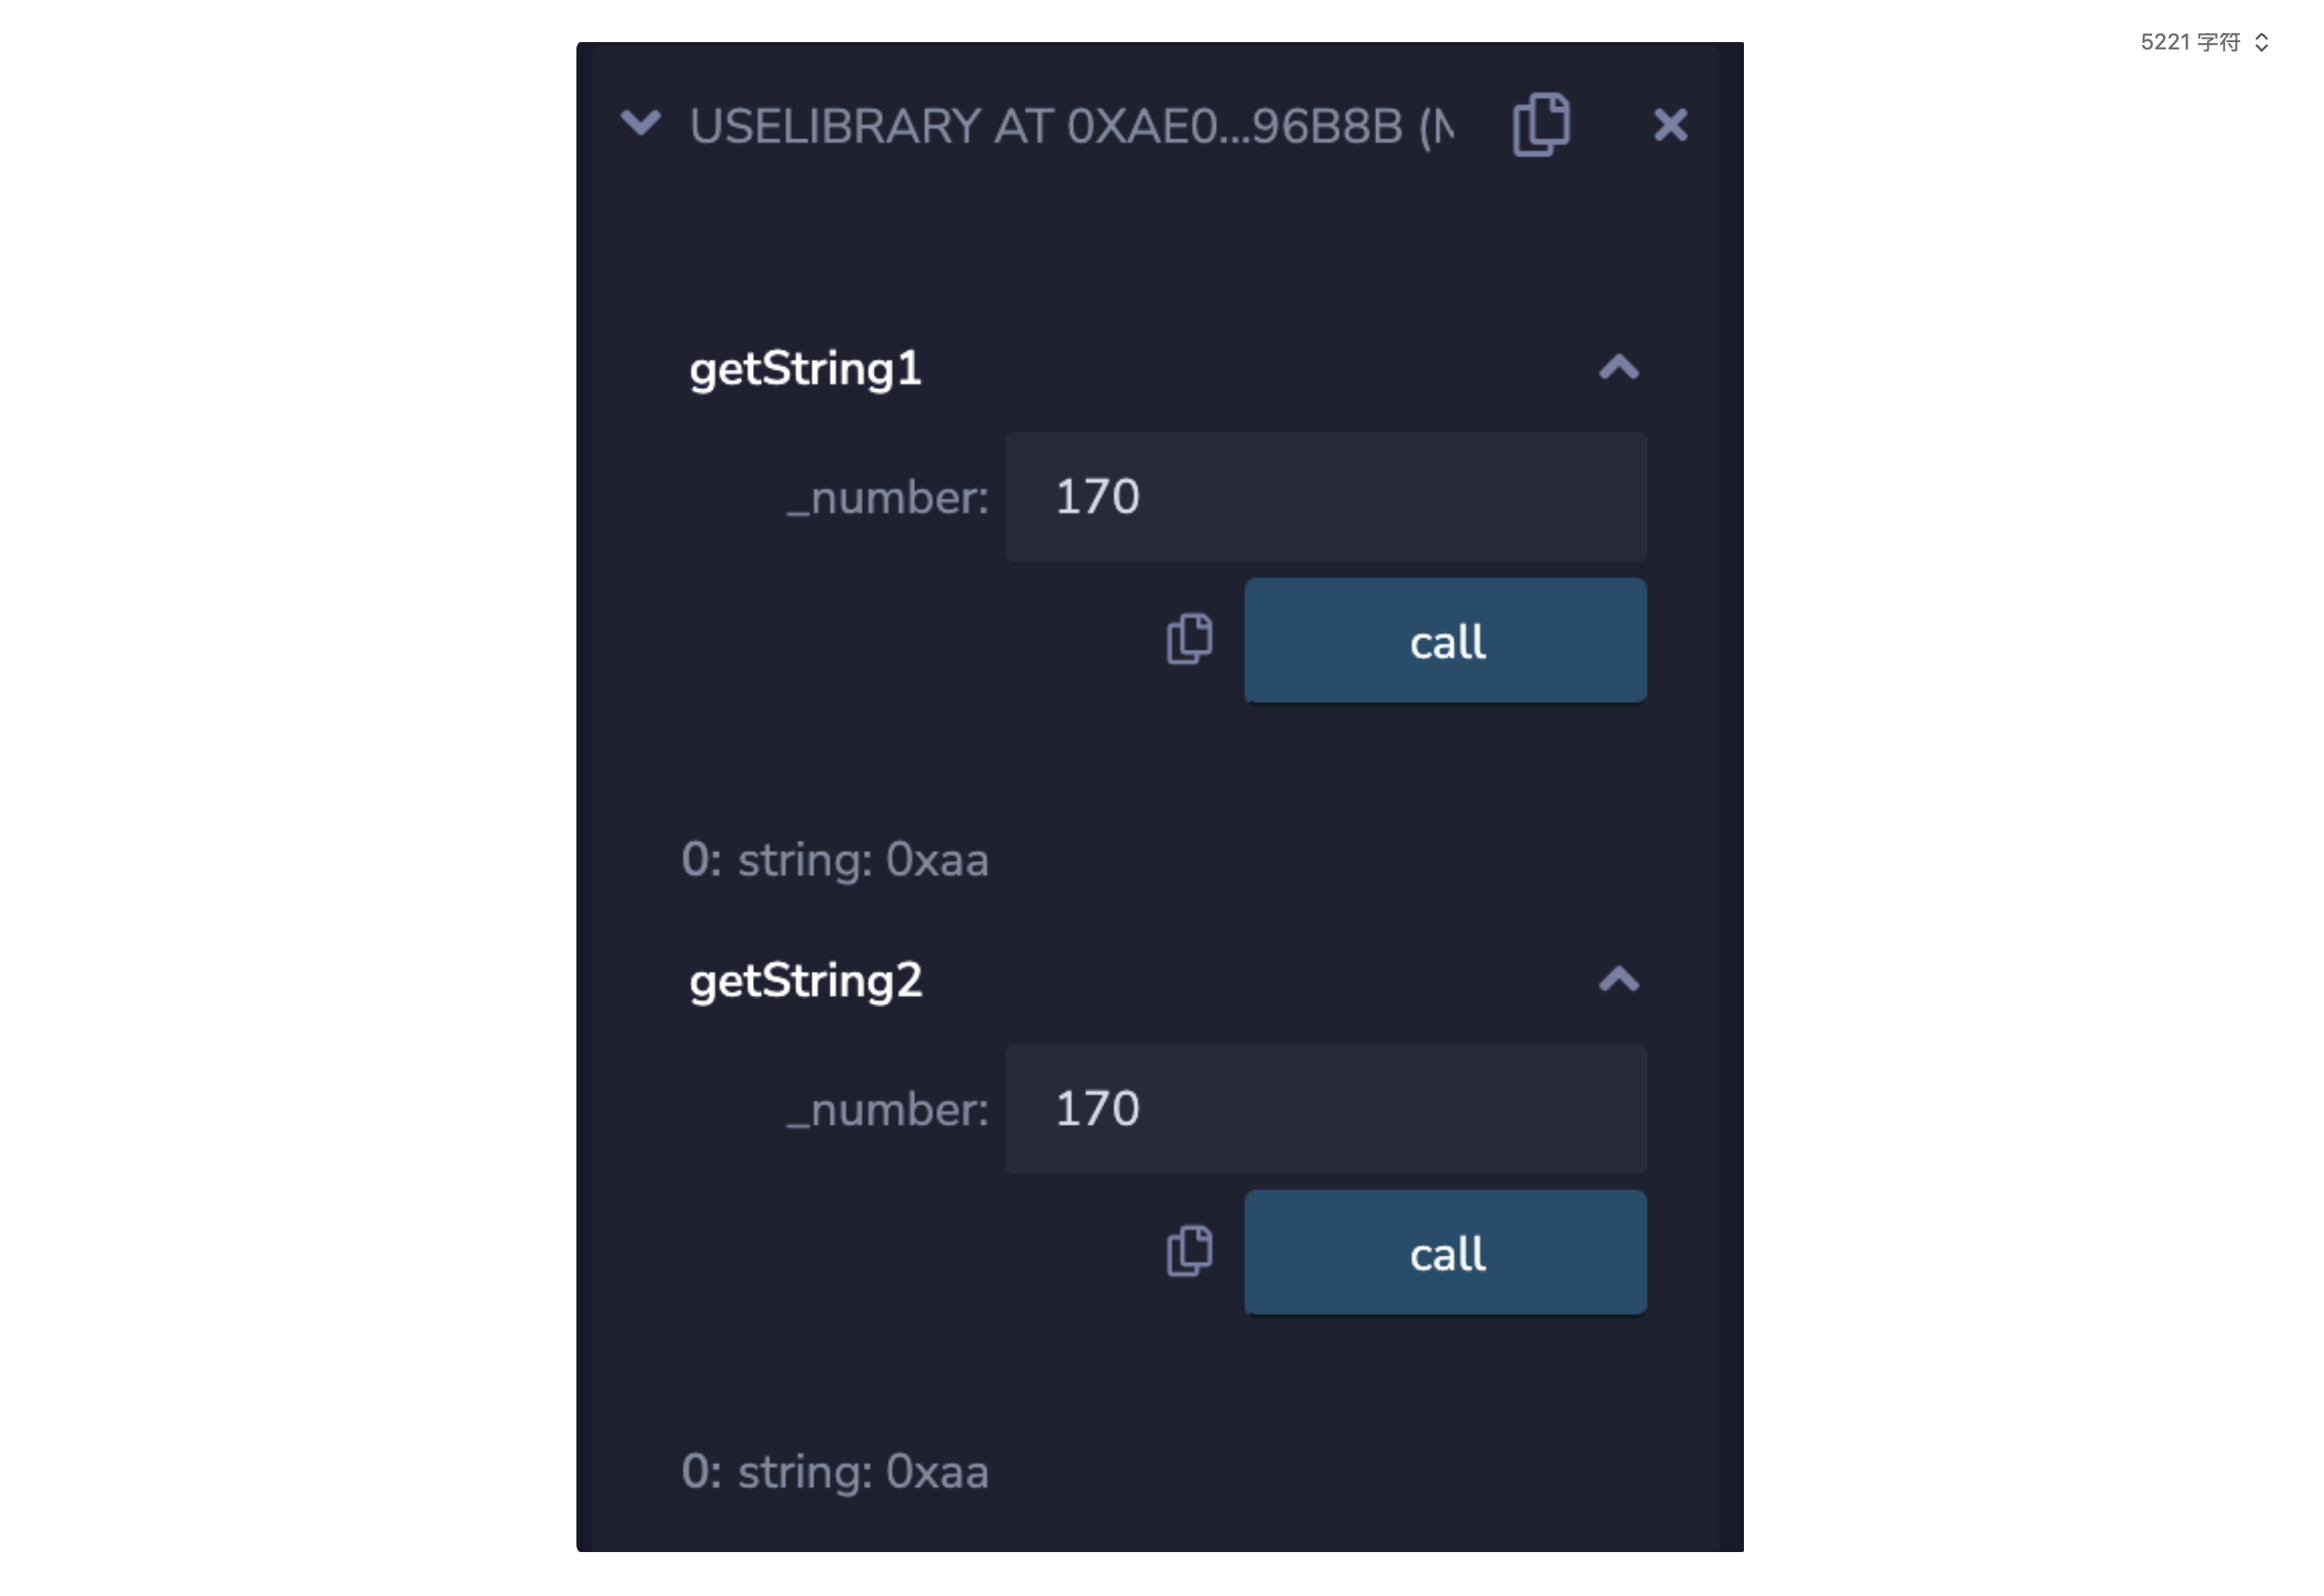 5221 字符
USELIBRARY AT 0XAE0...96B8B (
getString1
_number: 170
call
0: string: 0xaa
getString2
_number: 170
call
0: string: 0xaa